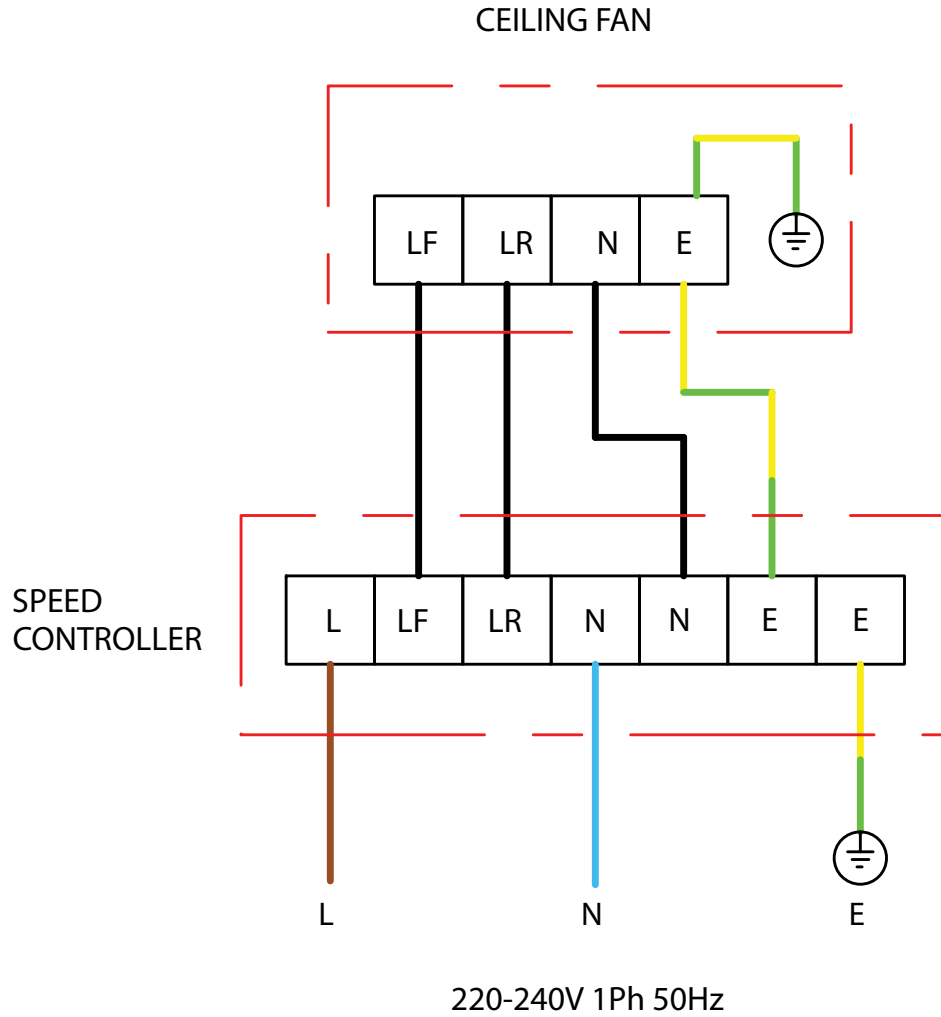 CEILING FAN
LF LR N E
SPEED
CONTROLLER
L LF LR N N E E
L N E
220-240V 1Ph 50Hz